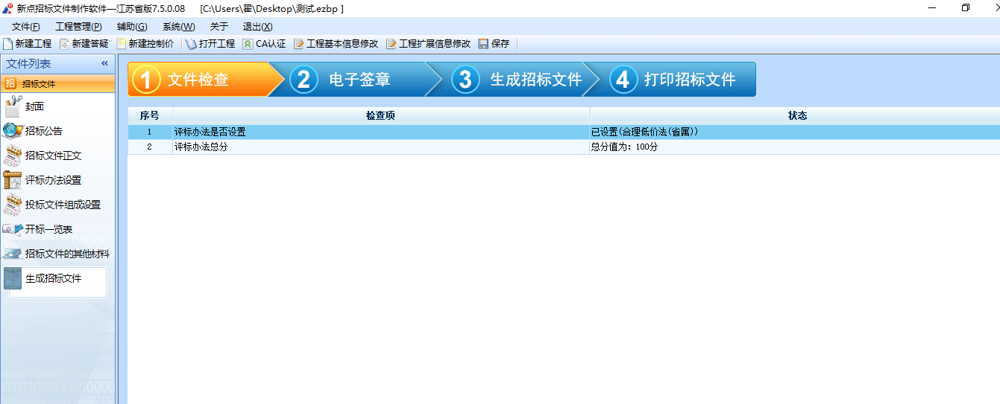 新点招标文件制作软件—江苏省版7.5.0.08 [C:\Users\翟\Desktop\测试.ezbp ]
文件(F) 工程管理(P) 辅助(G) 系统(W) 关于 退出(X)
新建工程 新建答疑 新建控制价 打开工程 CA认证 工程基本信息修改 工程扩展信息修改 保存
文件列表 «
招 招标文件
封面
招标公告
招标文件正文
评标办法设置
投标文件组成设置
开标一览表
招标文件的其他材料
生成招标文件
1 文件检查 2 电子签章 3 生成招标文件 4 打印招标文件
序号 检查项 状态
1 评标办法是否设置 已设置(合理低价法(省属))
2 评标办法总分 总分值为: 100分